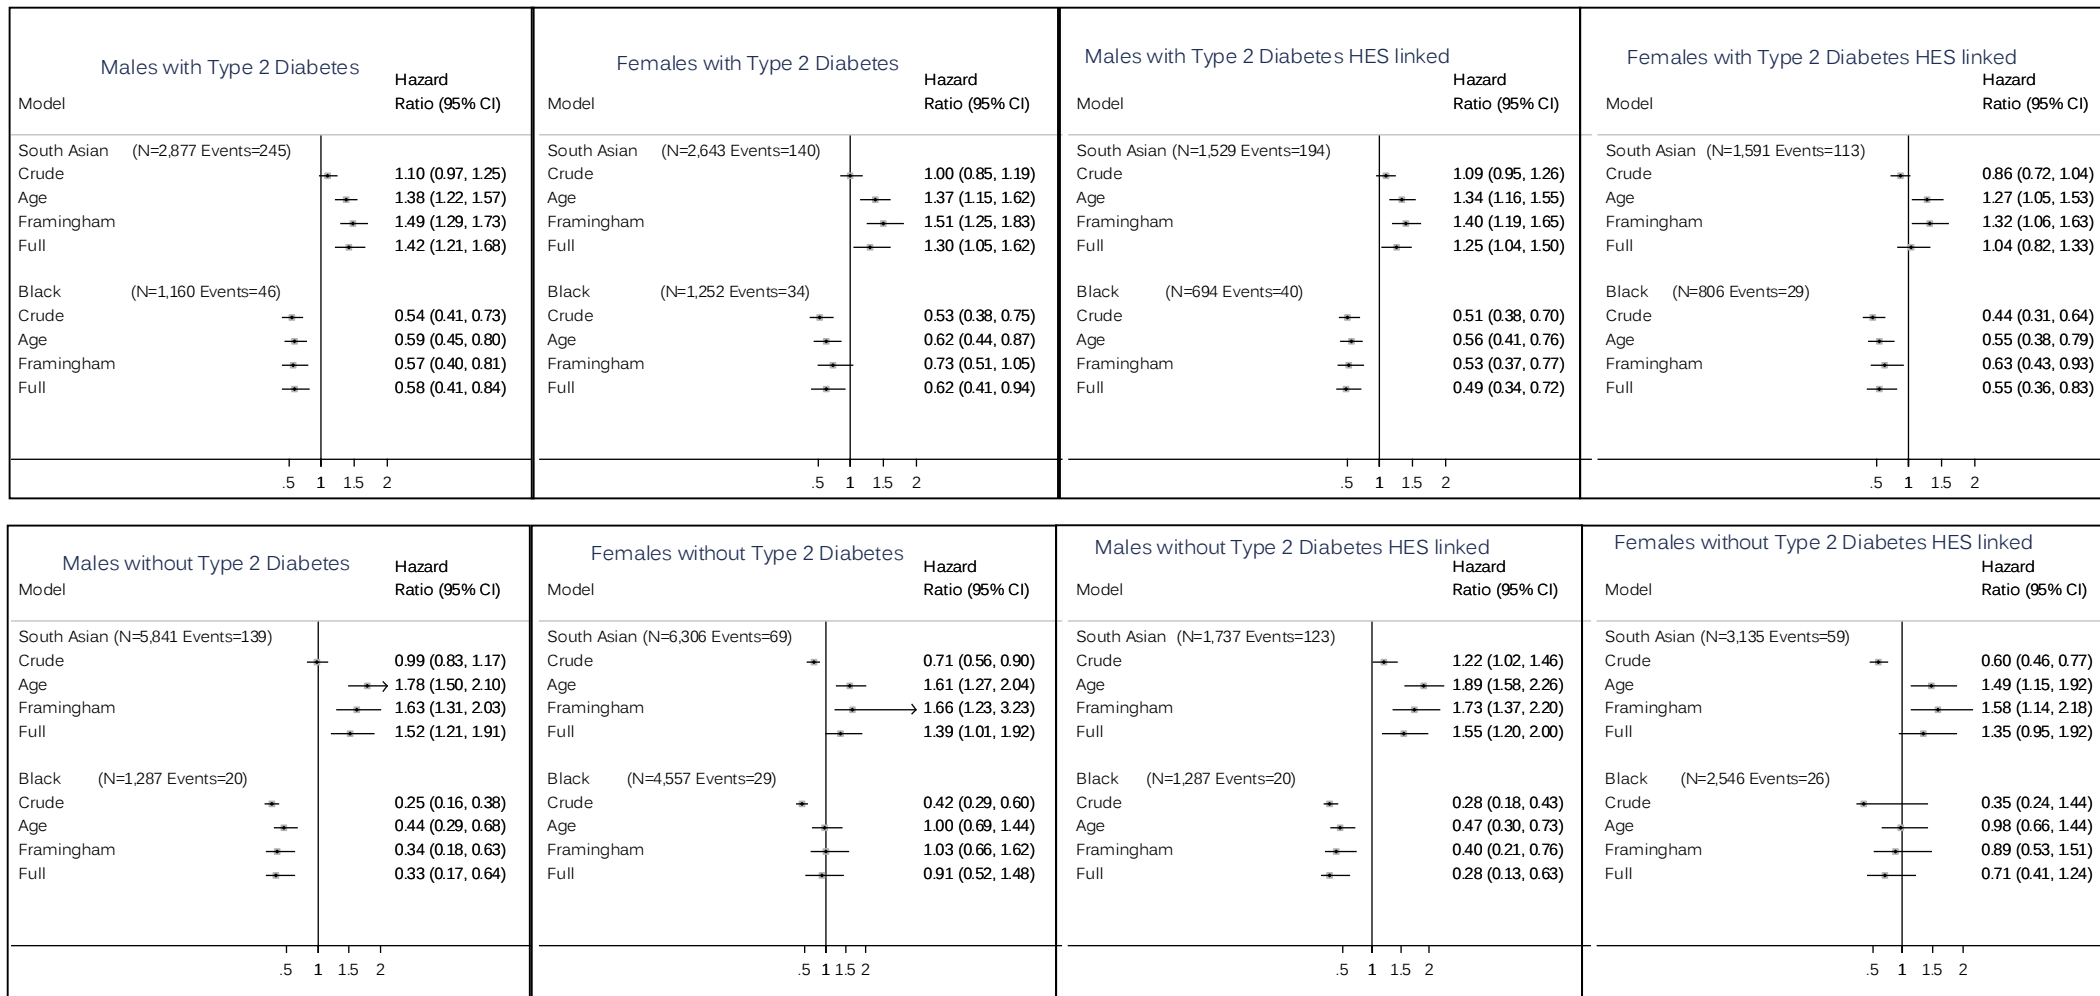 Males with Type 2 Diabetes
Hazard
Model Ratio (95% CI)
South Asian (N=2,877 Events=245)
Crude 1.10 (0.97, 1.25)
Age 1.38 (1.22, 1.57)
Framingham 1.49 (1.29, 1.73)
Full 1.42 (1.21, 1.68)
Black (N=1,160 Events=46)
Crude 0.54 (0.41, 0.73)
Age 0.59 (0.45, 0.80)
Framingham 0.57 (0.40, 0.81)
Full 0.58 (0.41, 0.84)
.5 1 1.5 2
Females with Type 2 Diabetes
Hazard
Model Ratio (95% CI)
South Asian (N=2,643 Events=140)
Crude 1.00 (0.85, 1.19)
Age 1.37 (1.15, 1.62)
Framingham 1.51 (1.25, 1.83)
Full 1.30 (1.05, 1.62)
Black (N=1,252 Events=34)
Crude 0.53 (0.38, 0.75)
Age 0.62 (0.44, 0.87)
Framingham 0.73 (0.51, 1.05)
Full 0.62 (0.41, 0.94)
.5 1 1.5 2
Males with Type 2 Diabetes HES linked
Hazard
Model Ratio (95% CI)
South Asian (N=1,529 Events=194)
Crude 1.09 (0.95, 1.26)
Age 1.34 (1.16, 1.55)
Framingham 1.40 (1.19, 1.65)
Full 1.25 (1.04, 1.50)
Black (N=694 Events=40)
Crude 0.51 (0.38, 0.70)
Age 0.56 (0.41, 0.76)
Framingham 0.53 (0.37, 0.77)
Full 0.49 (0.34, 0.72)
.5 1 1.5 2
Females with Type 2 Diabetes HES linked
Hazard
Model Ratio (95% CI)
South Asian (N=1,591 Events=113)
Crude 0.86 (0.72, 1.04)
Age 1.27 (1.05, 1.53)
Framingham 1.32 (1.06, 1.63)
Full 1.04 (0.82, 1.33)
Black (N=806 Events=29)
Crude 0.44 (0.31, 0.64)
Age 0.55 (0.38, 0.79)
Framingham 0.63 (0.43, 0.93)
Full 0.55 (0.36, 0.83)
.5 1 1.5 2
Males without Type 2 Diabetes
Hazard
Model Ratio (95% CI)
South Asian (N=5,841 Events=139)
Crude 0.99 (0.83, 1.17)
Age 1.78 (1.50, 2.10)
Framingham 1.63 (1.31, 2.03)
Full 1.52 (1.21, 1.91)
Black (N=1,287 Events=20)
Crude 0.25 (0.16, 0.38)
Age 0.44 (0.29, 0.68)
Framingham 0.34 (0.18, 0.63)
Full 0.33 (0.17, 0.64)
.5 1 1.5 2
Females without Type 2 Diabetes
Hazard
Model Ratio (95% CI)
South Asian (N=6,306 Events=69)
Crude 0.71 (0.56, 0.90)
Age 1.61 (1.27, 2.04)
Framingham 1.66 (1.23, 3.23)
Full 1.39 (1.01, 1.92)
Black (N=4,557 Events=29)
Crude 0.42 (0.29, 0.60)
Age 1.00 (0.69, 1.44)
Framingham 1.03 (0.66, 1.62)
Full 0.91 (0.52, 1.48)
.5 1 1.5 2
Males without Type 2 Diabetes HES linked
Hazard
Model Ratio (95% CI)
South Asian (N=1,737 Events=123)
Crude 1.22 (1.02, 1.46)
Age 1.89 (1.58, 2.26)
Framingham 1.73 (1.37, 2.20)
Full 1.55 (1.20, 2.00)
Black (N=1,287 Events=20)
Crude 0.28 (0.18, 0.43)
Age 0.47 (0.30, 0.73)
Framingham 0.40 (0.21, 0.76)
Full 0.28 (0.13, 0.63)
.5 1 1.5 2
Females without Type 2 Diabetes HES linked
Hazard
Model Ratio (95% CI)
South Asian (N=3,135 Events=59)
Crude 0.60 (0.46, 0.77)
Age 1.49 (1.15, 1.92)
Framingham 1.58 (1.14, 2.18)
Full 1.35 (0.95, 1.92)
Black (N=2,546 Events=26)
Crude 0.35 (0.24, 1.44)
Age 0.98 (0.66, 1.44)
Framingham 0.89 (0.53, 1.51)
Full 0.71 (0.41, 1.24)
.5 1 1.5 2